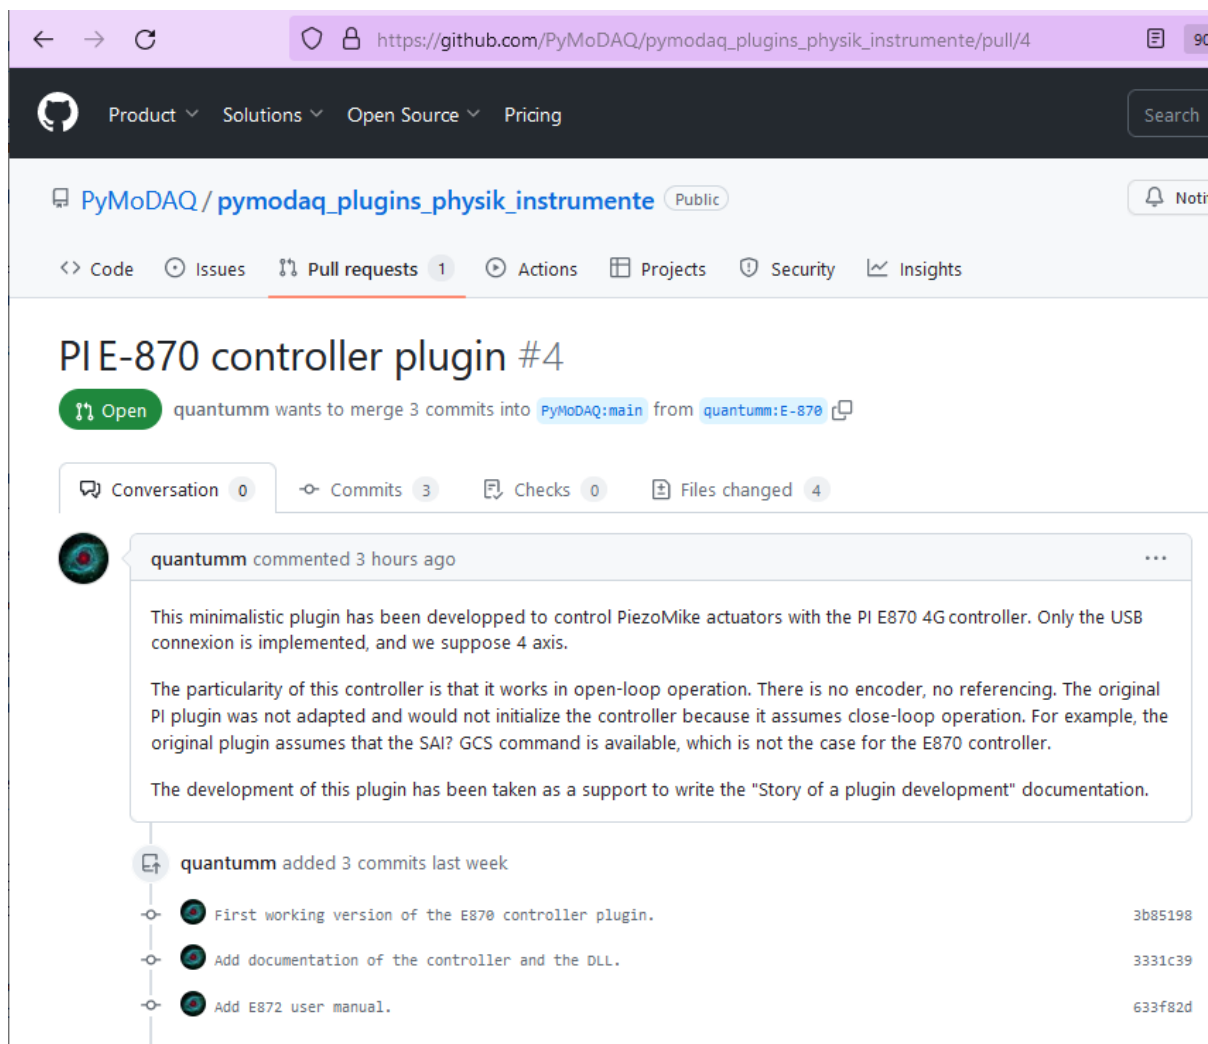 https://github.com/PyMoDAQ/pymodaq_plugins_physik_instrumente/pull/4
90
Product Solutions Open Source Pricing
Search
PyMoDAQ / pymodaq_plugins_physik_instrumente Public
Noti
Code Issues Pull requests 1 Actions Projects Security Insights
PI E-870 controller plugin #4
Open quantumm wants to merge 3 commits into PyMoDAQ:main from quantumm:E-870
Conversation 0 Commits 3 Checks 0 Files changed 4
quantumm commented 3 hours ago
This minimalistic plugin has been developped to control PiezoMike actuators with the PI E870 4G controller. Only the USB
connexion is implemented, and we suppose 4 axis.
The particularity of this controller is that it works in open-loop operation. There is no encoder, no referencing. The original
PI plugin was not adapted and would not initialize the controller because it assumes close-loop operation. For example, the
original plugin assumes that the SAI? GCS command is available, which is not the case for the E870 controller.
The development of this plugin has been taken as a support to write the "Story of a plugin development" documentation.
quantumm added 3 commits last week
First working version of the E870 controller plugin. 3b85198
Add documentation of the controller and the DLL. 3331c39
Add E872 user manual. 633f82d